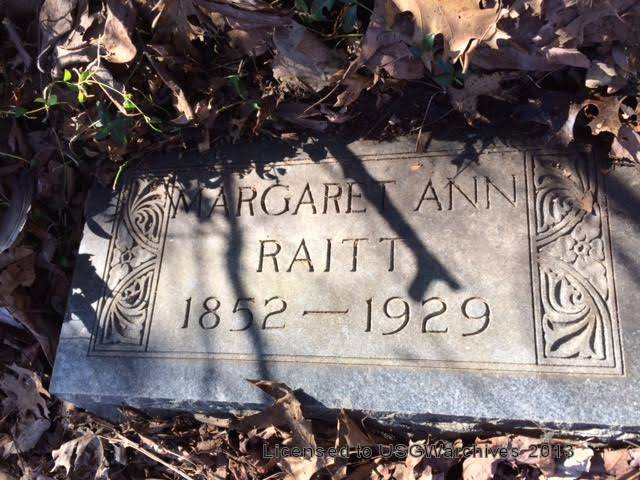 MARGARET ANN
RAITT
1852 — 1929
Licensed to USGWarchives 2013